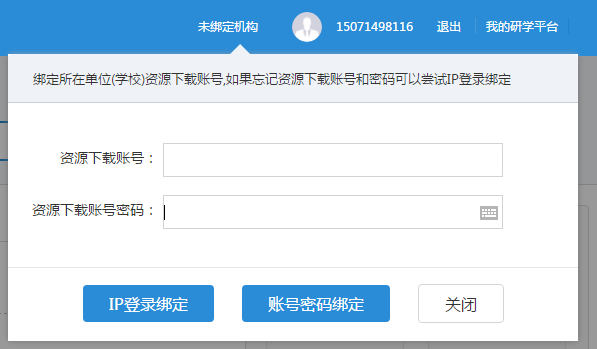 未绑定机构 15071498116 退出 我的研学平台
绑定所在单位(学校)资源下载账号,如果忘记资源下载账号和密码可以尝试IP登录绑定
资源下载账号：
资源下载账号密码：
IP登录绑定 账号密码绑定 关闭